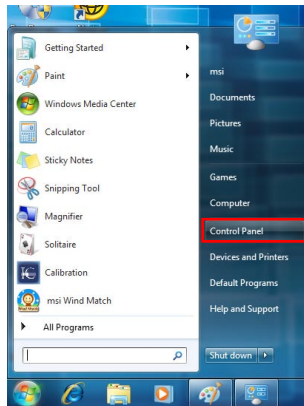 Getting Started
Paint
Windows Media Center
Calculator
Sticky Notes
Snipping Tool
Magnifier
Solitaire
Calibration
msi Wind Match
All Programs
msi
Documents
Pictures
Music
Games
Computer
Control Panel
Devices and Printers
Default Programs
Help and Support
Shut down